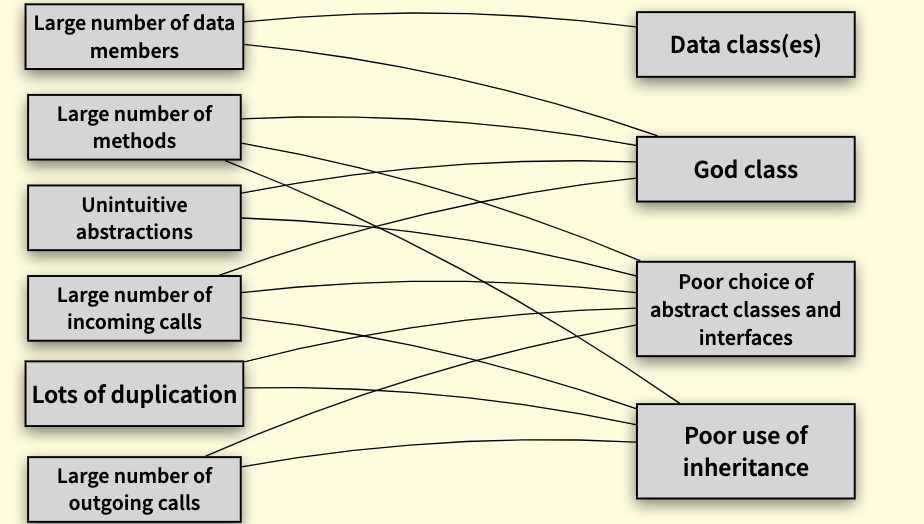 Large number of data
members
Large number of
methods
Unintuitive
abstractions
Large number of
incoming calls
Lots of duplication
Large number of
outgoing calls
Data class(es)
God class
Poor choice of
abstract classes and
interfaces
Poor use of
inheritance